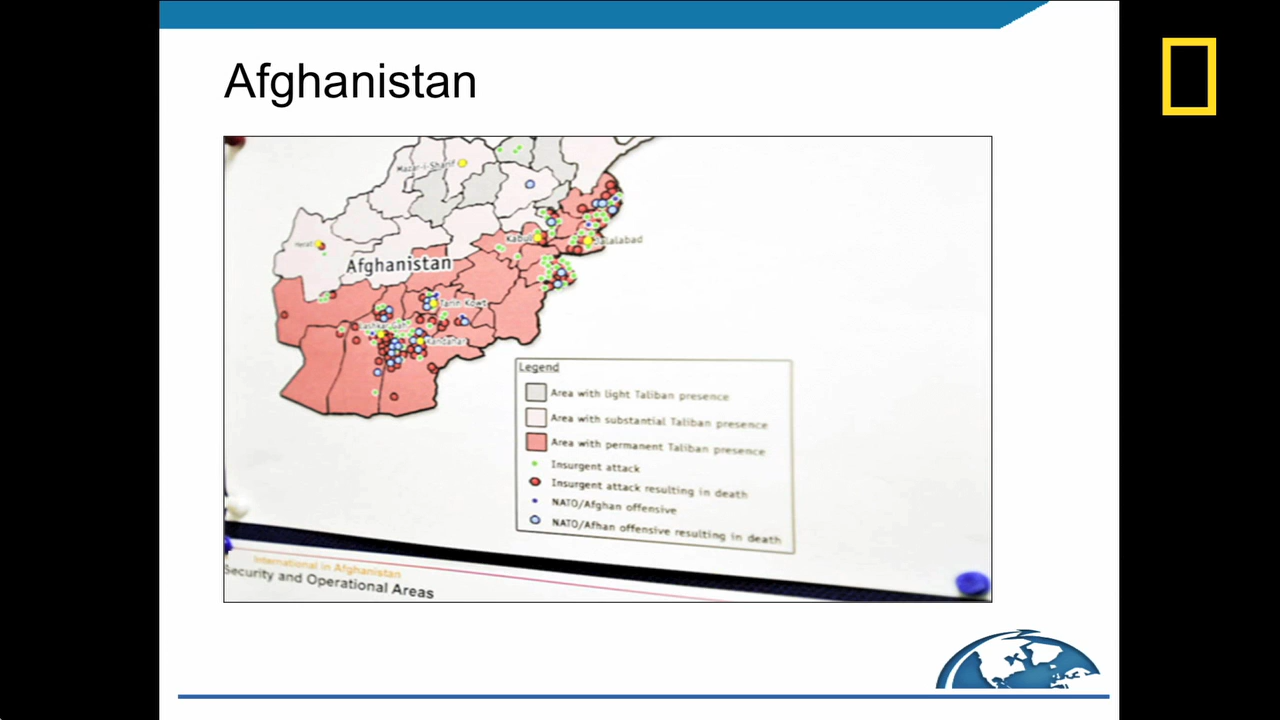 Afghanistan
Mazar-i-Sharif
Herat
Kabul
Jalalabad
Afghanistan
Tarin Kowt
Lashkar Gah
Kandahar
Legend
Area with light Taliban presence
Area with substantial Taliban presence
Area with permanent Taliban presence
Insurgent attack
Insurgent attack resulting in death
NATO/Afghan offensive
NATO/Afhan offensive resulting in death
International in Afghanistan
Security and Operational Areas